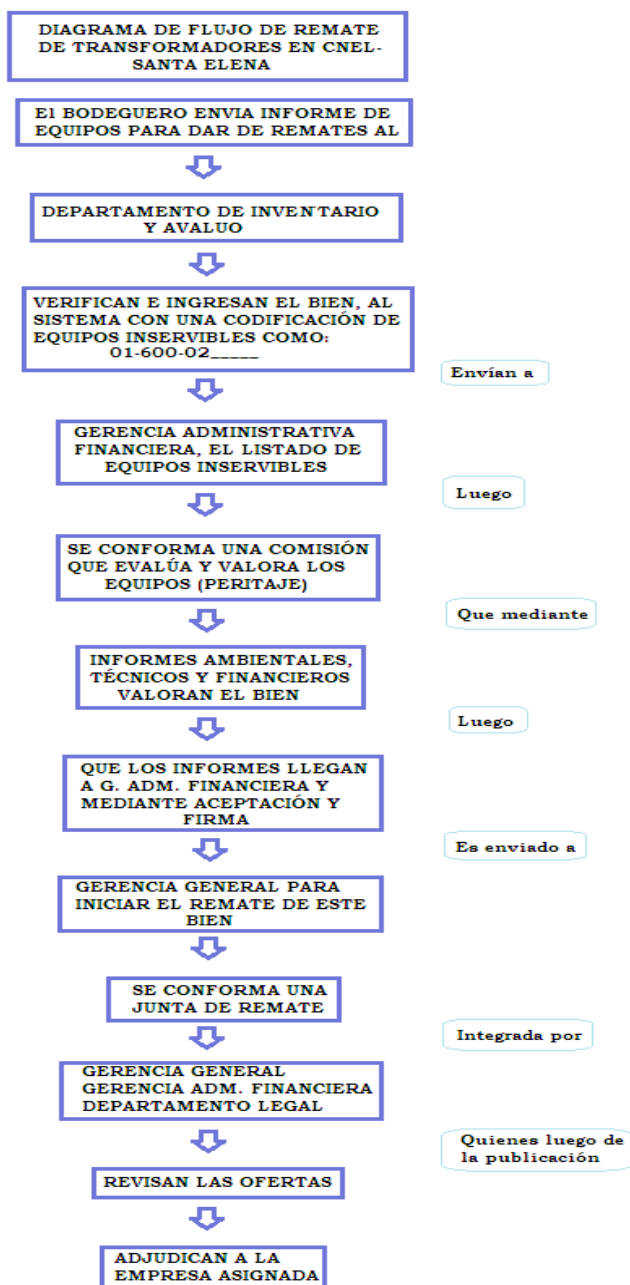 DIAGRAMA DE FLUJO DE REMATE
DE TRANSFORMADORES EN CNEL-
SANTA ELENA
El BODEGUERO ENVIA INFORME DE
EQUIPOS PARA DAR DE REMATES AL
DEPARTAMENTO DE INVENTARIO
Y AVALUO
VERIFICAN E INGRESAN EL BIEN, AL
SISTEMA CON UNA CODIFICACIÓN DE
EQUIPOS INSERVIBLES COMO:
01-600-02_____
Envían a
GERENCIA ADMINISTRATIVA
FINANCIERA, EL LISTADO DE
EQUIPOS INSERVIBLES
Luego
SE CONFORMA UNA COMISIÓN
QUE EVALÚA Y VALORA LOS
EQUIPOS (PERITAJE)
Que mediante
INFORMES AMBIENTALES,
TÉCNICOS Y FINANCIEROS
VALORAN EL BIEN
Luego
QUE LOS INFORMES LLEGAN
A G. ADM. FINANCIERA Y
MEDIANTE ACEPTACIÓN Y
FIRMA
Es enviado a
GERENCIA GENERAL PARA
INICIAR EL REMATE DE ESTE
BIEN
SE CONFORMA UNA
JUNTA DE REMATE
Integrada por
GERENCIA GENERAL
GERENCIA ADM. FINANCIERA
DEPARTAMENTO LEGAL
Quienes luego de
la publicación
REVISAN LAS OFERTAS
ADJUDICAN A LA
EMPRESA ASIGNADA